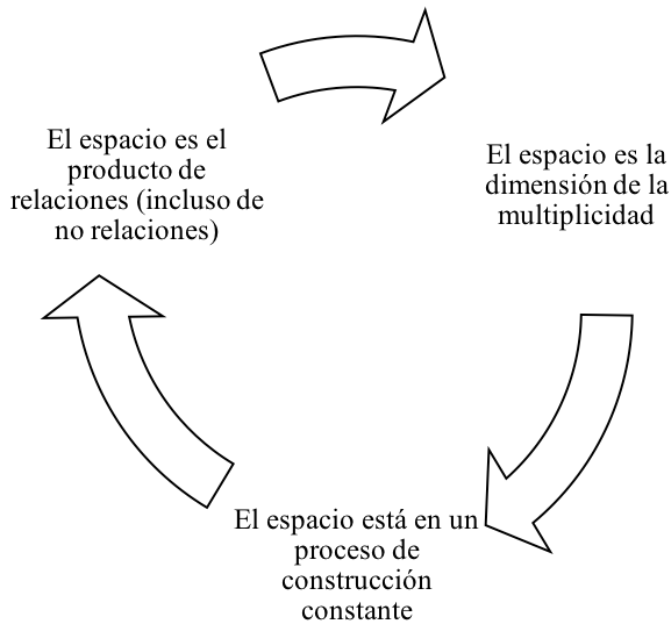 El espacio es el
producto de
relaciones (incluso de
no relaciones)
El espacio es la
dimensión de la
multiplicidad
El espacio está en un
proceso de
construcción
constante